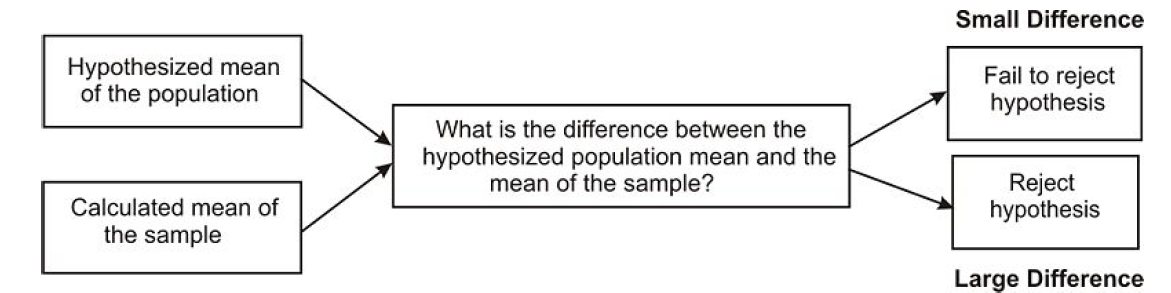 Small Difference
Hypothesized mean
of the population
Fail to reject
hypothesis
What is the difference between the
hypothesized population mean and the
mean of the sample?
Calculated mean of
the sample
Reject
hypothesis
Large Difference